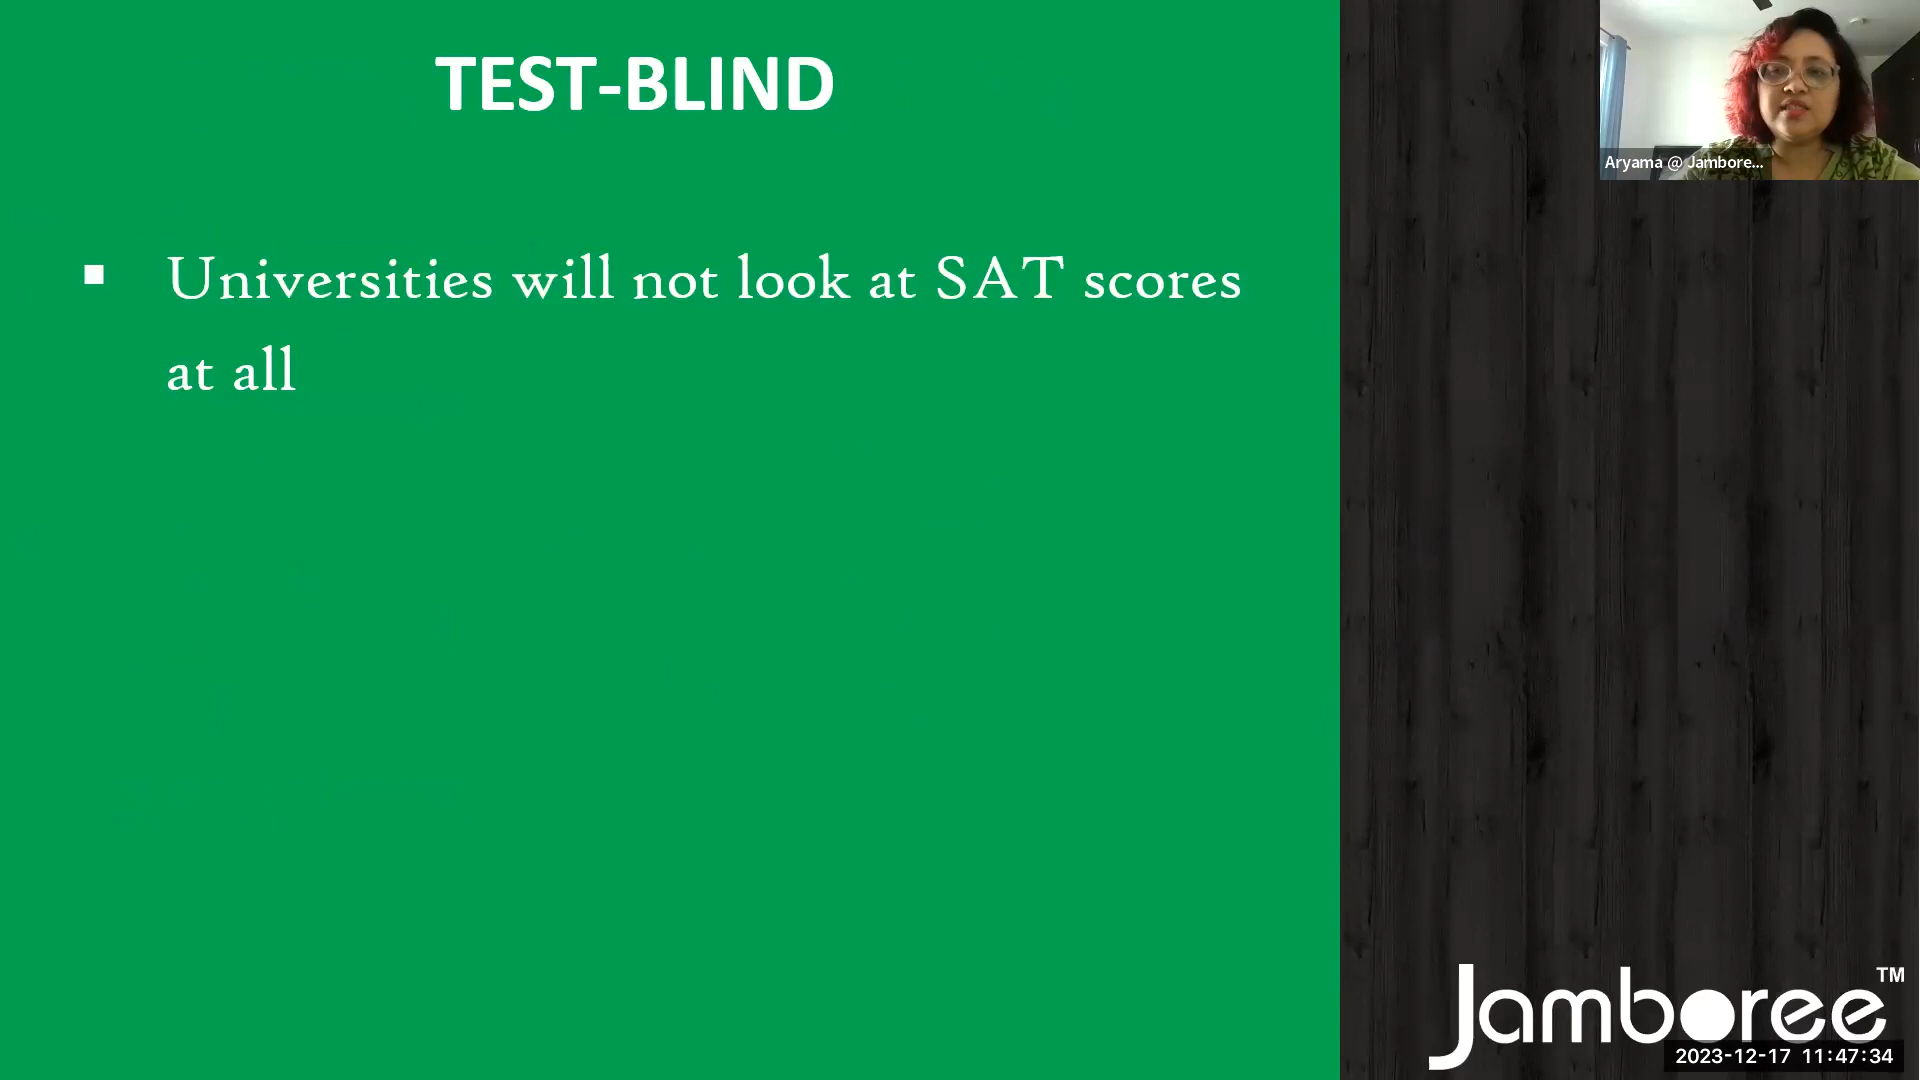 TEST-BLIND
Aryama @ Jambore...
▪ Universities will not look at SAT scores
at all
Jamboree™
2023-12-17 11:47:34